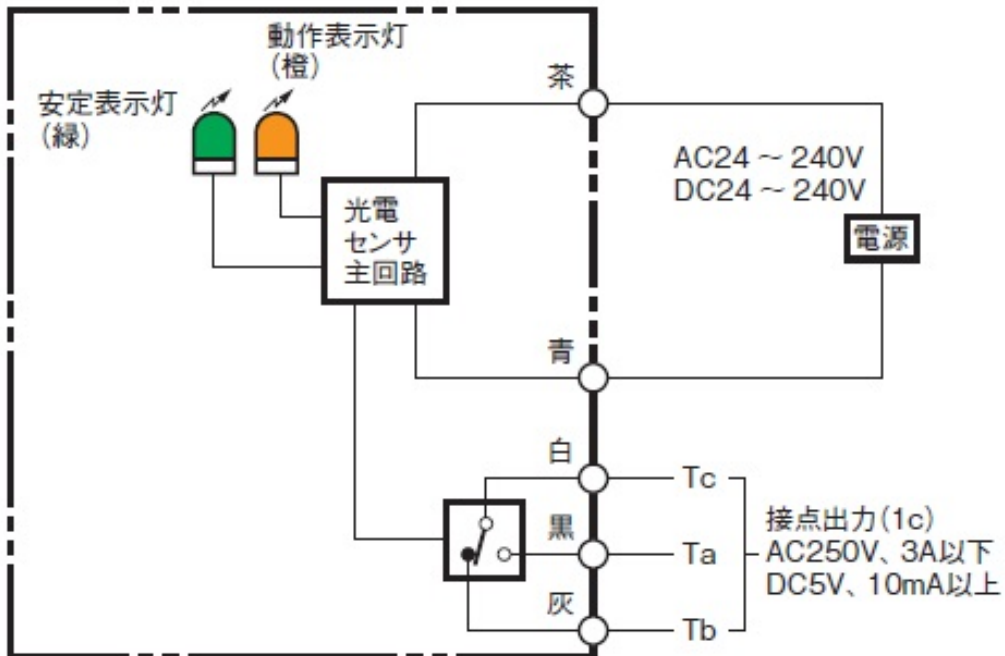 動作表示灯
(橙)
安定表示灯
(緑)
茶
AC24 ～ 240V
DC24 ～ 240V
光電
センサ
主回路
電源
青
白
Tc
黒
Ta
接点出力(1c)
AC250V、3A以下
DC5V、10mA以上
灰
Tb